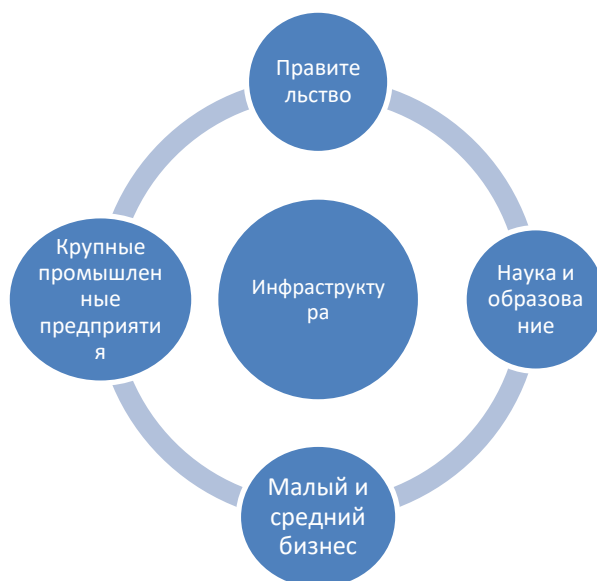 Правите
льство
Крупные
промышлен
ные
предприяти
я
Инфраструкту
ра
Наука и
образова
ние
Малый и
средний
бизнес